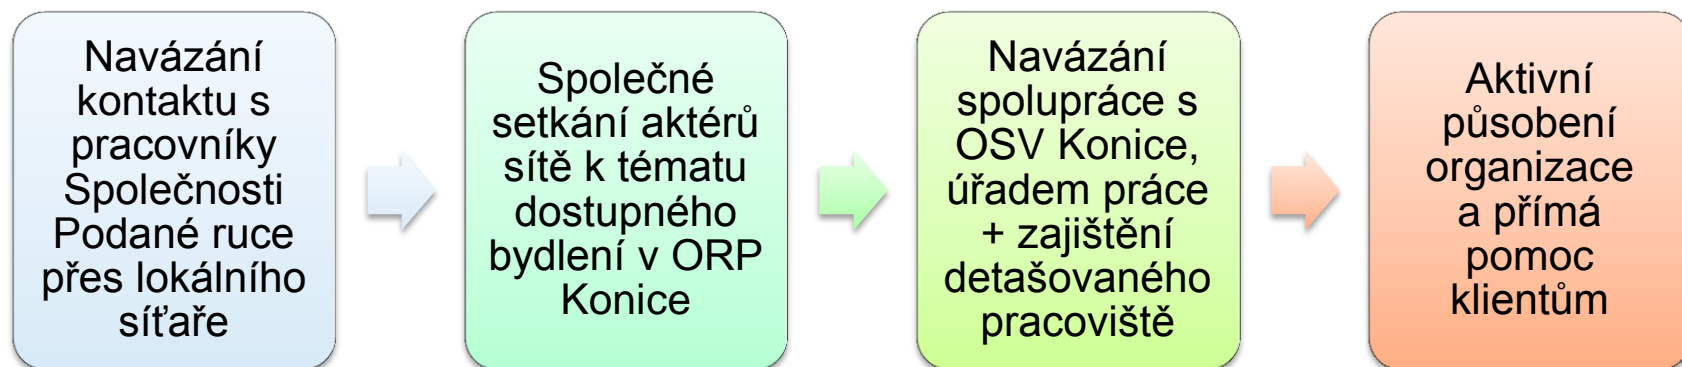 Navázání
kontaktu s
pracovníky
Společnosti
Podané ruce
přes lokálního
síťaře
Společné
setkání aktérů
sítě k tématu
dostupného
bydlení v ORP
Konice
Navázání
spolupráce s
OSV Konice,
úřadem práce
+ zajištění
detašovaného
pracoviště
Aktivní
působení
organizace
a přímá
pomoc
klientům